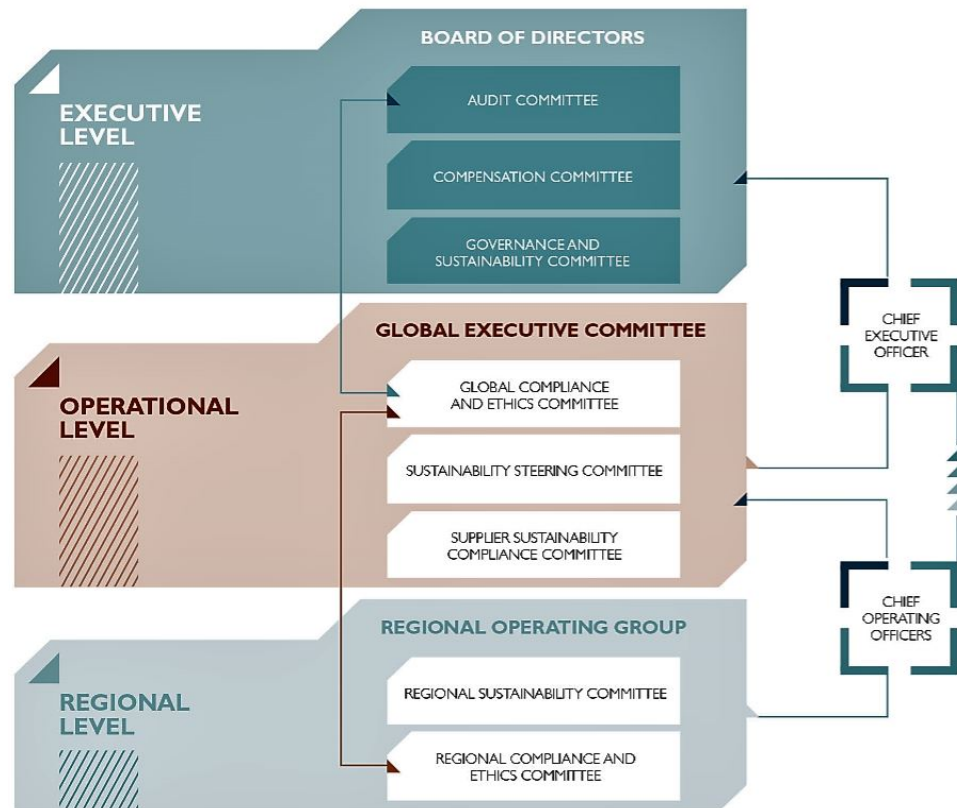 BOARD OF DIRECTORS
EXECUTIVE
LEVEL
AUDIT COMMITTEE
COMPENSATION COMMITTEE
GOVERNANCE AND
SUSTAINABILITY COMMITTEE
CHIEF
EXECUTIVE
OFFICER
GLOBAL EXECUTIVE COMMITTEE
OPERATIONAL
LEVEL
GLOBAL COMPLIANCE
AND ETHICS COMMITTEE
SUSTAINABILITY STEERING COMMITTEE
SUPPLIER SUSTAINABILITY
COMPLIANCE COMMITTEE
CHIEF
OPERATING
OFFICERS
REGIONAL OPERATING GROUP
REGIONAL
LEVEL
REGIONAL SUSTAINABILITY COMMITTEE
REGIONAL COMPLIANCE AND
ETHICS COMMITTEE